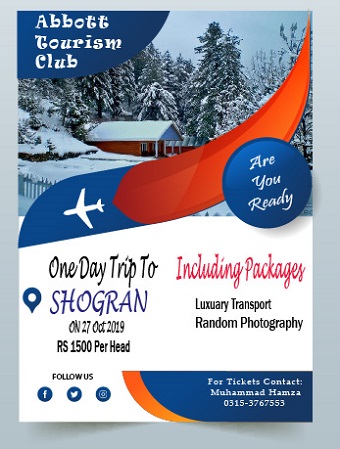 Abbott
Tourism
Club
Are
You
Ready
One Day Trip To
SHOGRAN
ON 27 Oct 2019
RS 1500 Per Head
Including Packages
Luxuary Transport
Random Photography
FOLLOW US
For Tickets Contact:
Muhammad Hamza
0315-3767553